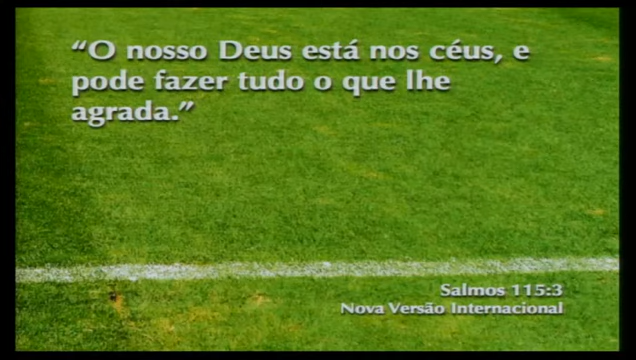 “O nosso Deus está nos céus, e
pode fazer tudo o que lhe
agrada.”
Salmos 115:3
Nova Versão Internacional